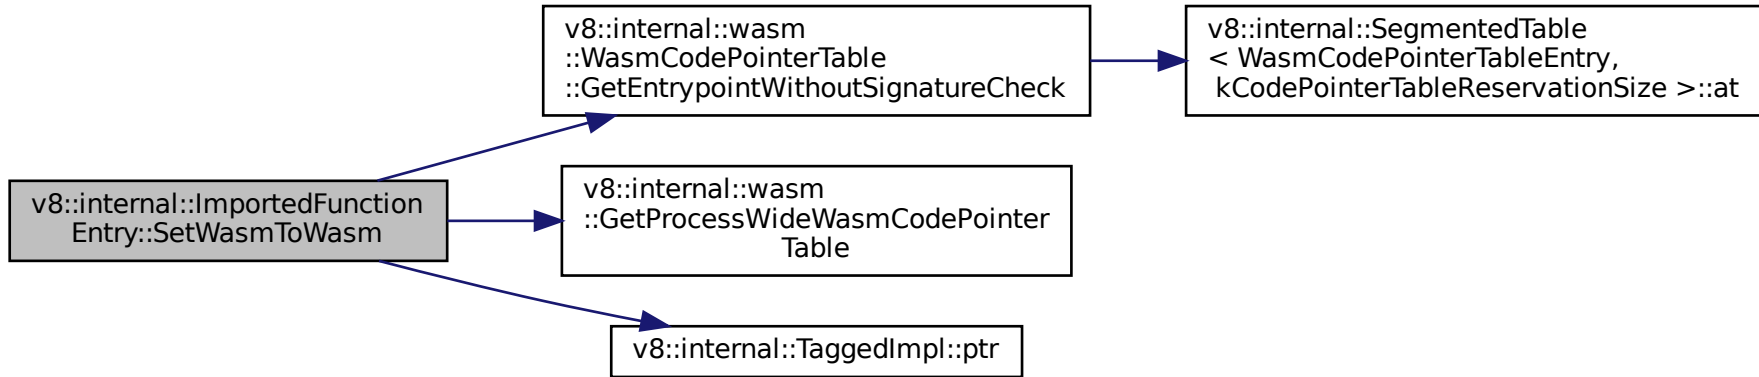 v8::internal::wasm
::WasmCodePointerTable
::GetEntrypointWithoutSignatureCheck
v8::internal::SegmentedTable
< WasmCodePointerTableEntry,
kCodePointerTableReservationSize >::at
v8::internal::ImportedFunction
Entry::SetWasmToWasm
v8::internal::wasm
::GetProcessWideWasmCodePointer
Table
v8::internal::TaggedImpl::ptr